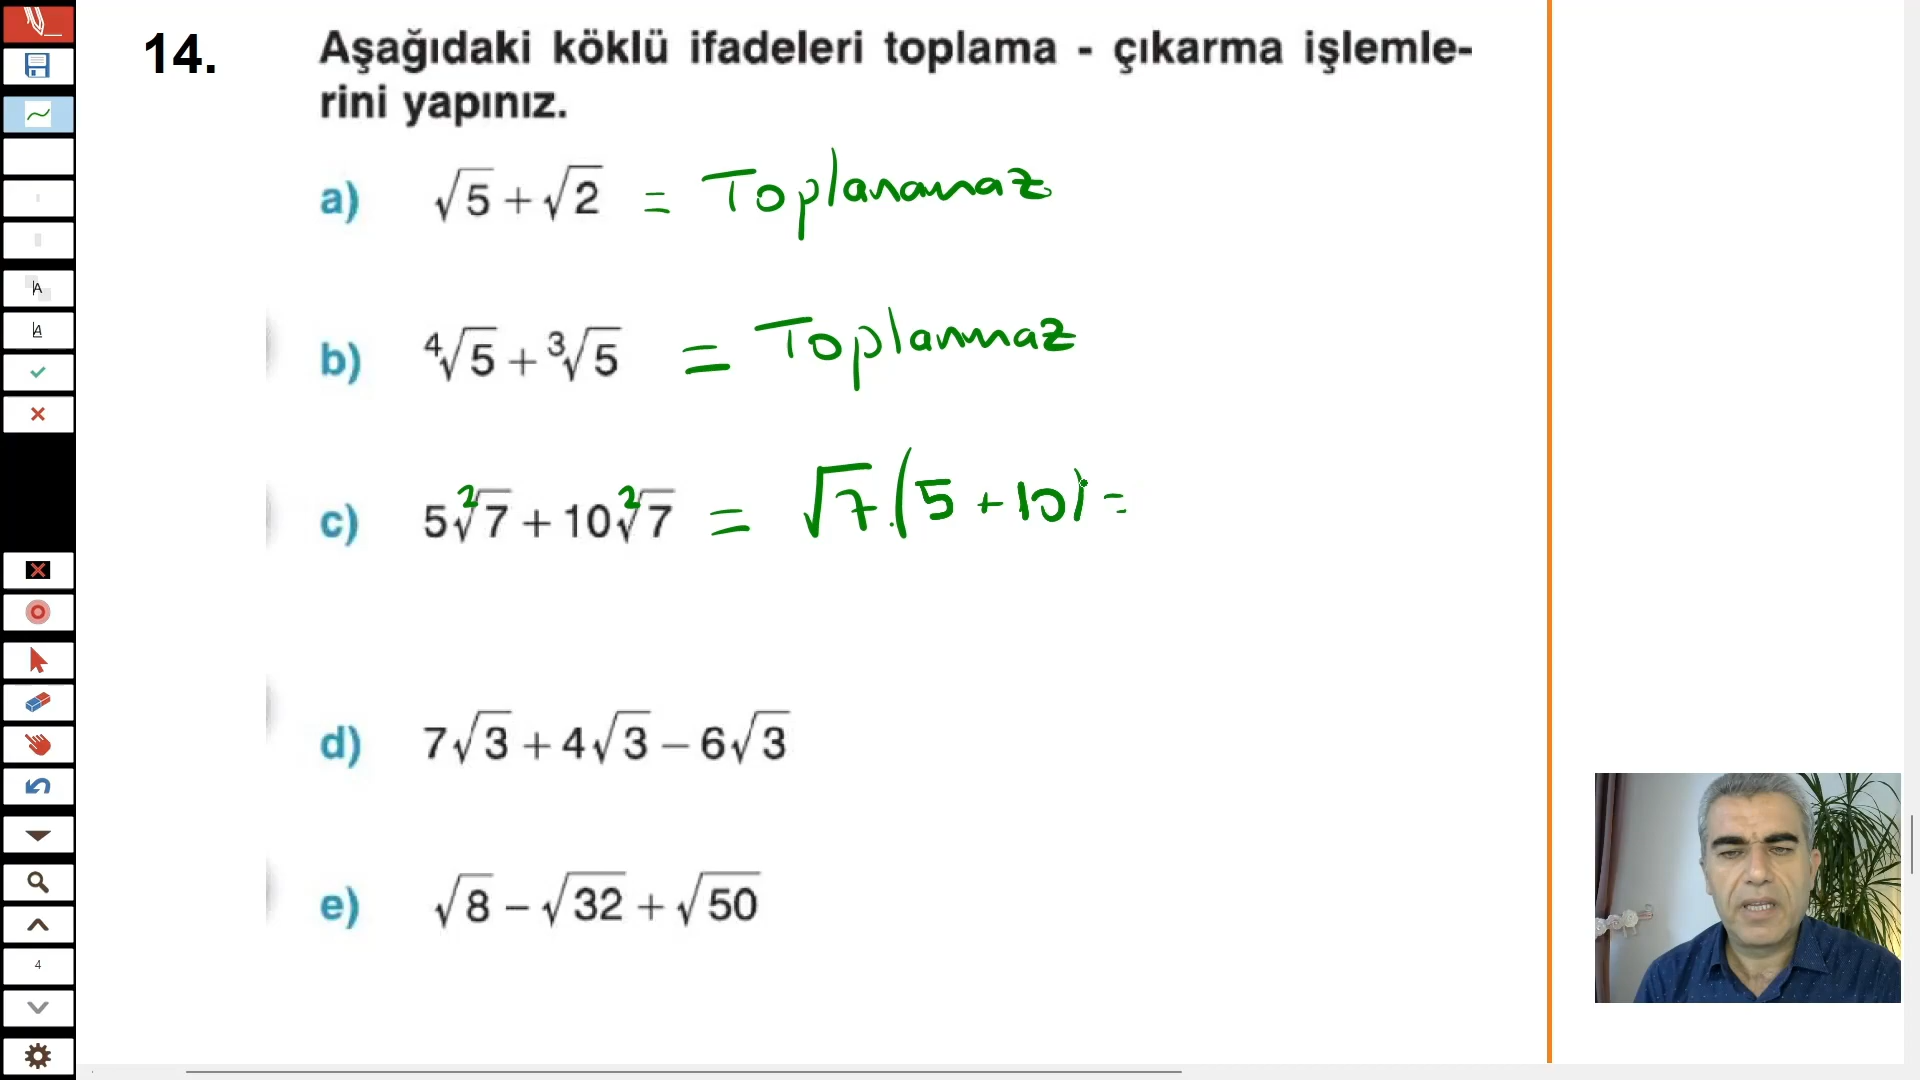 14. Aşağıdaki köklü ifadeleri toplama - çıkarma işlemle-
rini yapınız.
a) √5 + √2 = Toplanamaz
b) ⁴√5 + ³√5 = Toplanmaz
c) 5²√7 + 10²√7 = √7.(5 + 10) =
d) 7√3 + 4√3 − 6√3
e) √8 − √32 + √50
A
A
4